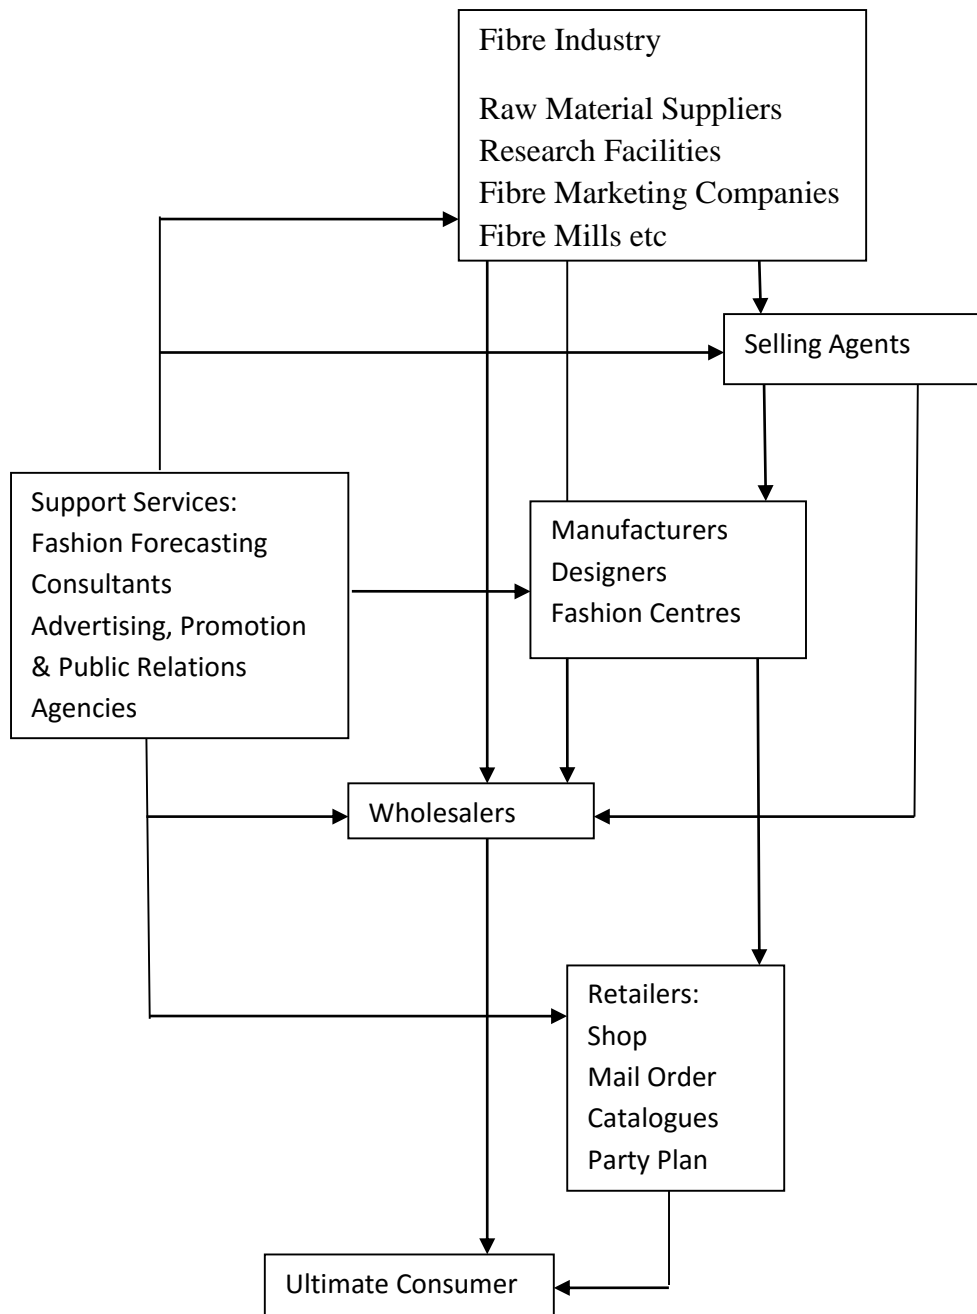 Fibre Industry
Raw Material Suppliers
Research Facilities
Fibre Marketing Companies
Fibre Mills etc
Selling Agents
Support Services:
Fashion Forecasting
Consultants
Advertising, Promotion
& Public Relations
Agencies
Manufacturers
Designers
Fashion Centres
Wholesalers
Retailers:
Shop
Mail Order
Catalogues
Party Plan
Ultimate Consumer